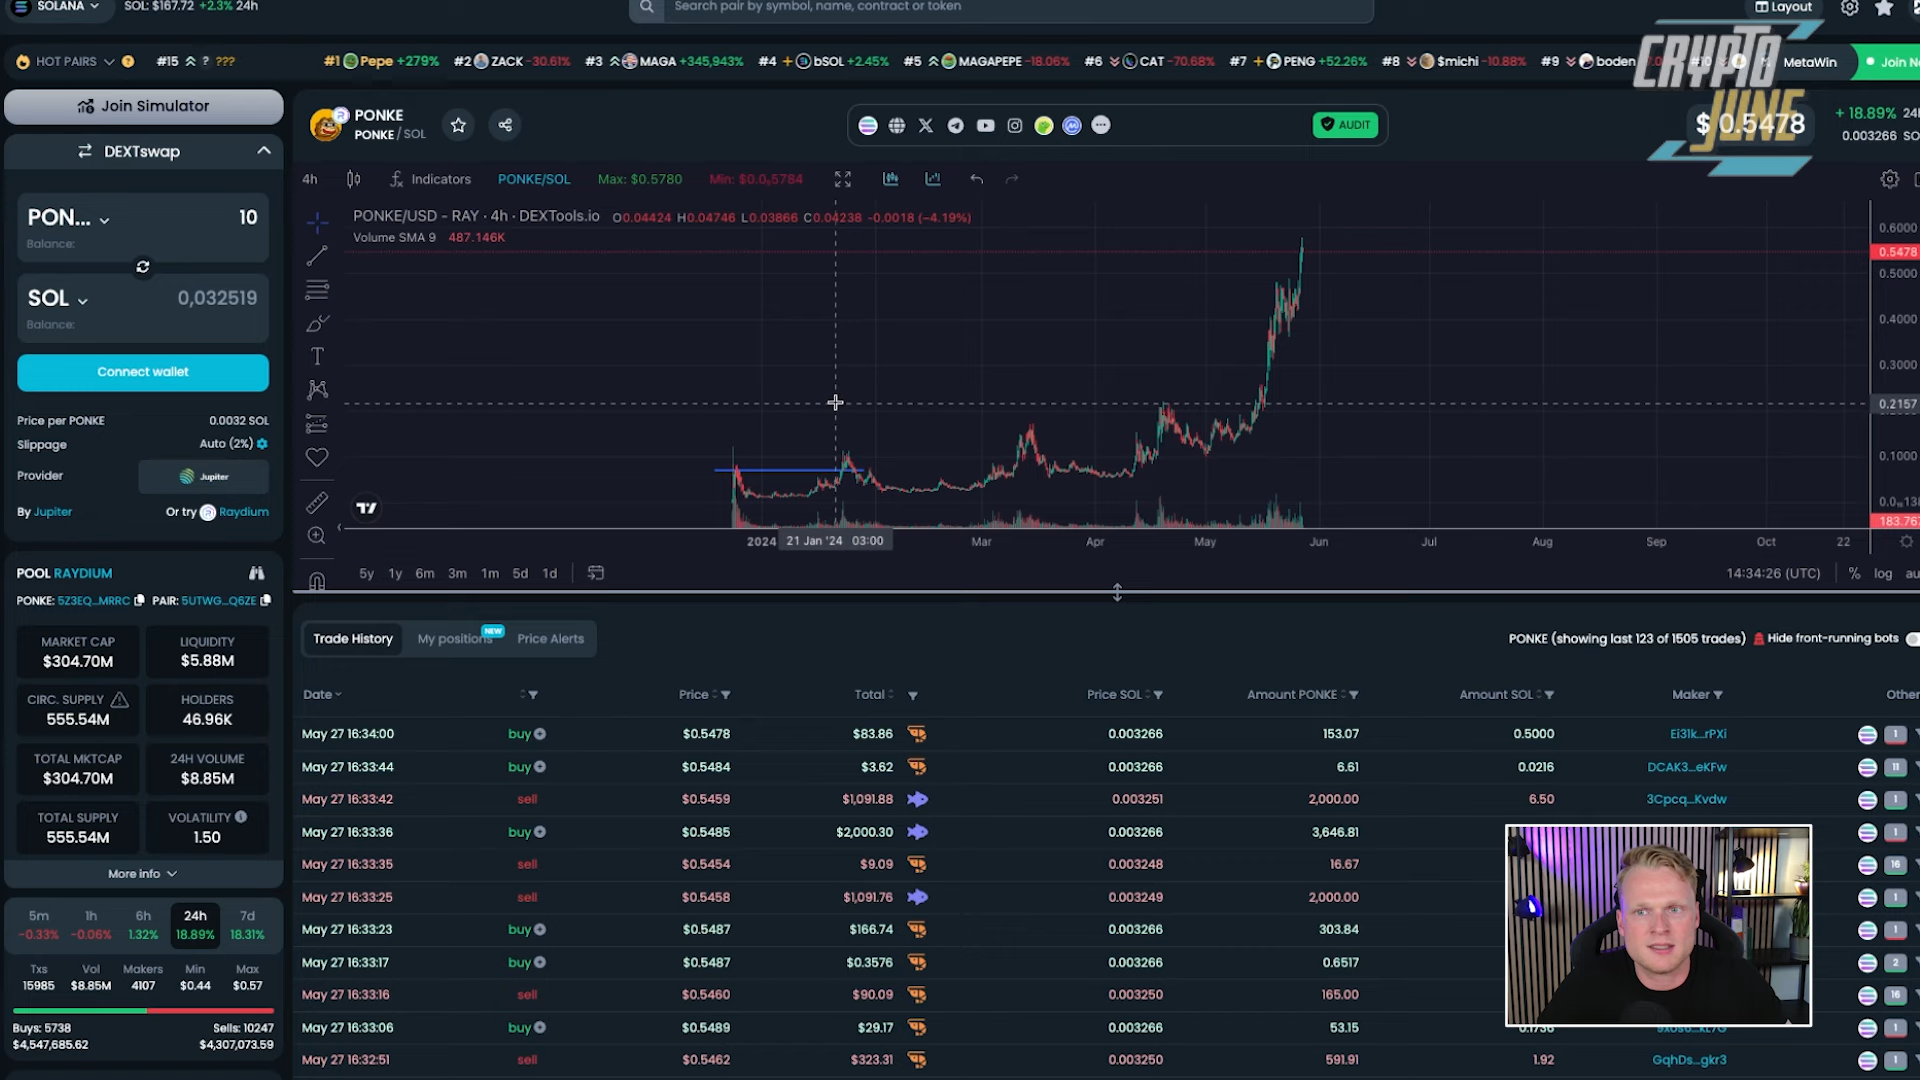 SOLANA
SOL: $167.72 +2.3% 24h
Search pair by symbol, name, contract or token
Layout
HOT PAIRS ? #15 ? ???
#1 Pepe +279% #2 ZACK -30.61% #3 MAGA +345,943% #4 bSOL +2.45% #5 MAGAPEPE -18.06% #6 CAT -70.68% #7 PENG +52.26% #8 $michi -10.88% #9 boden
MetaWin
CRYPTO
JUNE
Join Simulator
PONKE
PONKE / SOL
AUDIT
$ 0.5478
+ 18.89%
0.003266
DEXTswap
4h
Indicators
PONKE/SOL
Max: $0.5780
Min: $0.0₅5784
PON... 10
Balance:
SOL 0,032519
Balance:
Connect wallet
PONKE/USD - RAY · 4h · DEXTools.io O0.04424 H0.04746 L0.03866 C0.04238 -0.0018 (-4.19%)
Volume SMA 9 487.146K
T
0.6000
0.5478
0.5000
0.4000
0.3000
0.2157
0.1000
2024 21 Jan '24 03:00 Mar Apr May Jun Jul Aug Sep Oct 22
5y 1y 6m 3m 1m 5d 1d
14:34:26 (UTC) % log
Price per PONKE 0.0032 SOL
Slippage Auto (2%)
Provider Jupiter
By Jupiter Or try Raydium
POOL RAYDIUM
PONKE: 5Z3EQ...MRRC PAIR: 5UTWG...Q6ZE
MARKET CAP
$304.70M
LIQUIDITY
$5.88M
CIRC. SUPPLY
555.54M
HOLDERS
46.96K
TOTAL MKTCAP
$304.70M
24H VOLUME
$8.85M
TOTAL SUPPLY
555.54M
VOLATILITY
1.50
More info
5m 1h 6h 24h 7d
-0.33% -0.06% 1.32% 18.89% 18.31%
Txs Vol Makers Min Max
15985 $8.85M 4107 $0.44 $0.57
Buys: 5738 Sells: 10247
$4,547,685.62 $4,307,073.59
Trade History My positions NEW Price Alerts
PONKE (showing last 123 of 1505 trades) Hide front-running bots
Date Price Total Price SOL Amount PONKE Amount SOL Maker Other
May 27 16:34:00 buy $0.5478 $83.86 0.003266 153.07 0.5000 Ei31k...rPXi 1
May 27 16:33:44 buy $0.5484 $3.62 0.003266 6.61 0.0216 DCAK3...eKFw 11
May 27 16:33:42 sell $0.5459 $1,091.88 0.003251 2,000.00 6.50 3Cpcq...Kvdw 1
May 27 16:33:36 buy $0.5485 $2,000.30 0.003266 3,646.81 1
May 27 16:33:35 sell $0.5454 $9.09 0.003248 16.67 16
May 27 16:33:25 sell $0.5458 $1,091.76 0.003249 2,000.00 1
May 27 16:33:23 buy $0.5487 $166.74 0.003266 303.84 1
May 27 16:33:17 buy $0.5487 $0.3576 0.003266 0.6517 2
May 27 16:33:16 sell $0.5460 $90.09 0.003250 165.00 16
May 27 16:33:06 buy $0.5489 $29.17 0.003266 53.15 1
May 27 16:32:51 sell $0.5462 $323.31 0.003250 591.91 1.92 GqhDs...gkr3 1